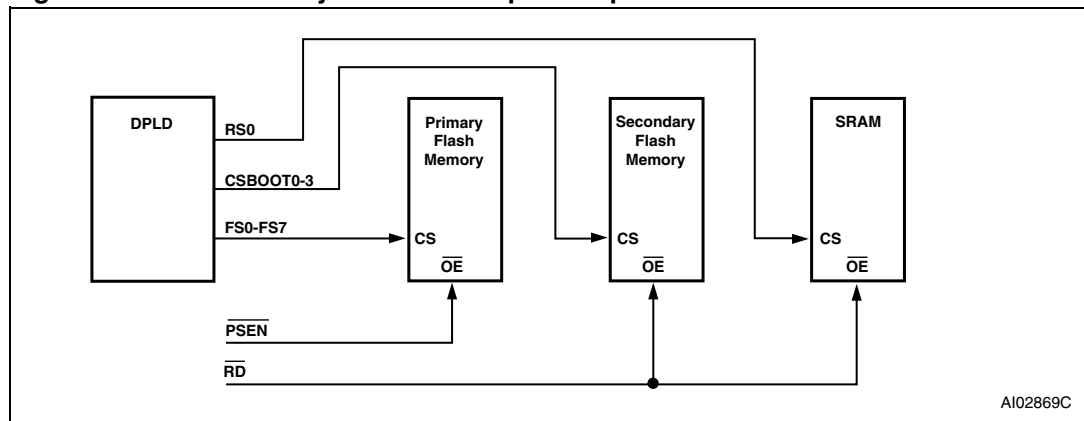 DPLD
RS0
CSBOOT0-3
FS0-FS7
Primary
Flash
Memory
CS
OE
Secondary
Flash
Memory
CS
OE
SRAM
CS
OE
PSEN
RD
AI02869C